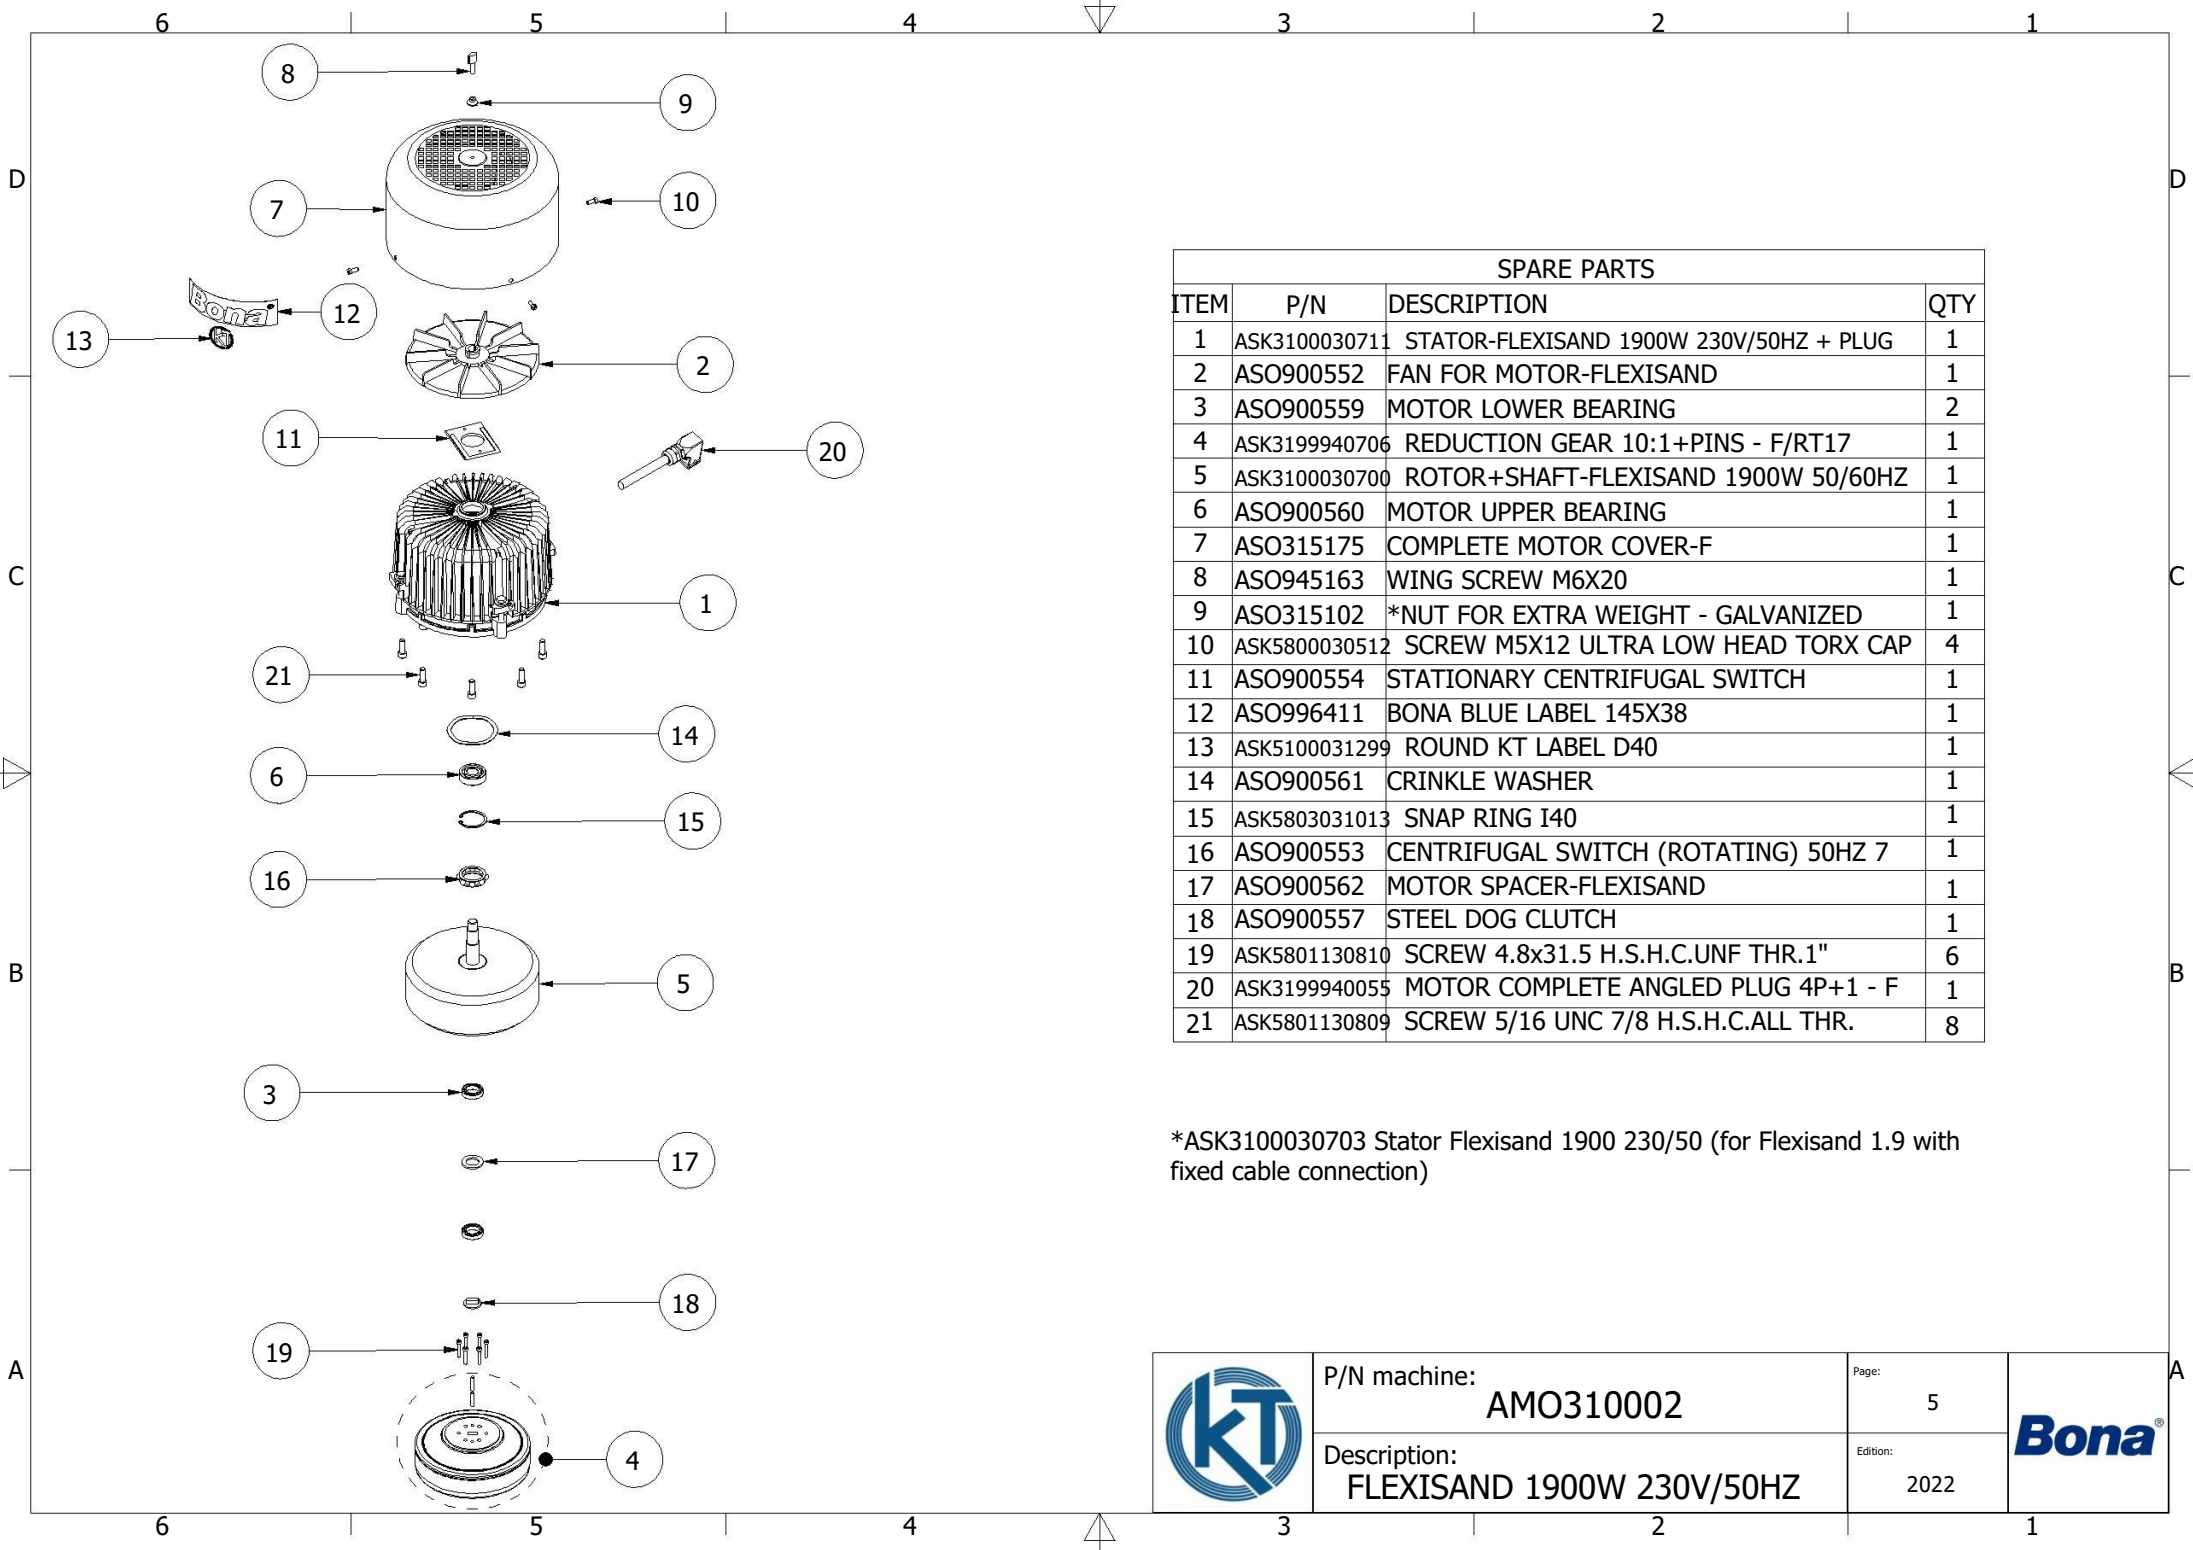 6 5 4 3 2 1
D D
C C
B B
A A
8
9
7
10
Bona
12
13
2
11
20
1
21
14
6
15
16
5
3
17
18
19
4
SPARE PARTS
ITEM P/N DESCRIPTION QTY
1 ASK3100030711 STATOR-FLEXISAND 1900W 230V/50HZ + PLUG 1
2 ASO900552 FAN FOR MOTOR-FLEXISAND 1
3 ASO900559 MOTOR LOWER BEARING 2
4 ASK3199940706 REDUCTION GEAR 10:1+PINS - F/RT17 1
5 ASK3100030700 ROTOR+SHAFT-FLEXISAND 1900W 50/60HZ 1
6 ASO900560 MOTOR UPPER BEARING 1
7 ASO315175 COMPLETE MOTOR COVER-F 1
8 ASO945163 WING SCREW M6X20 1
9 ASO315102 *NUT FOR EXTRA WEIGHT - GALVANIZED 1
10 ASK5800030512 SCREW M5X12 ULTRA LOW HEAD TORX CAP 4
11 ASO900554 STATIONARY CENTRIFUGAL SWITCH 1
12 ASO996411 BONA BLUE LABEL 145X38 1
13 ASK5100031299 ROUND KT LABEL D40 1
14 ASO900561 CRINKLE WASHER 1
15 ASK5803031013 SNAP RING I40 1
16 ASO900553 CENTRIFUGAL SWITCH (ROTATING) 50HZ 7 1
17 ASO900562 MOTOR SPACER-FLEXISAND 1
18 ASO900557 STEEL DOG CLUTCH 1
19 ASK5801130810 SCREW 4.8x31.5 H.S.H.C.UNF THR.1" 6
20 ASK3199940055 MOTOR COMPLETE ANGLED PLUG 4P+1 - F 1
21 ASK5801130809 SCREW 5/16 UNC 7/8 H.S.H.C.ALL THR. 8
*ASK3100030703 Stator Flexisand 1900 230/50 (for Flexisand 1.9 with
fixed cable connection)
KT
P/N machine:
AMO310002
Description:
FLEXISAND 1900W 230V/50HZ
Page:
5
Edition:
2022
Bona®
6 5 4 3 2 1